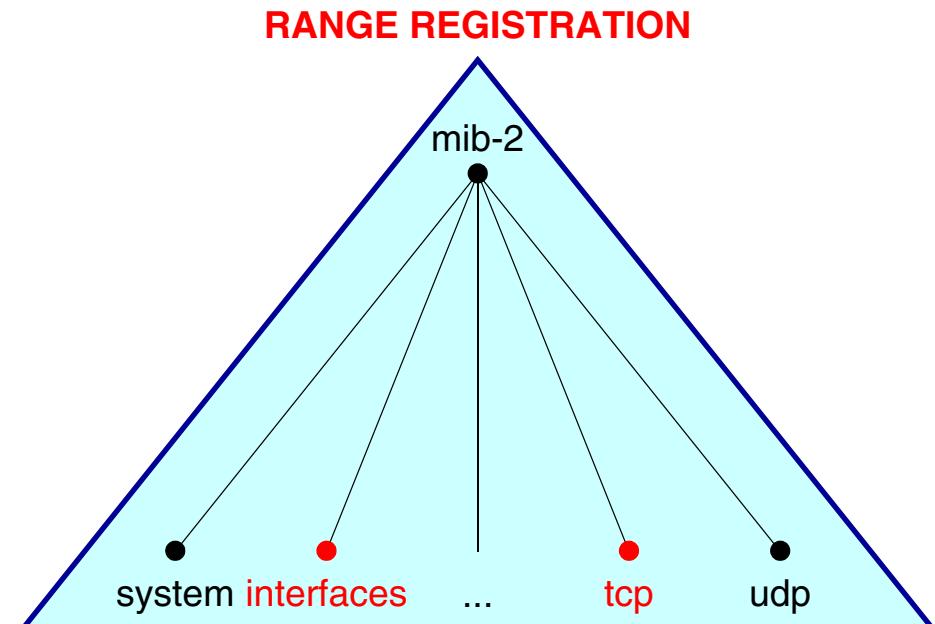 RANGE REGISTRATION
mib-2
system interfaces ... tcp udp